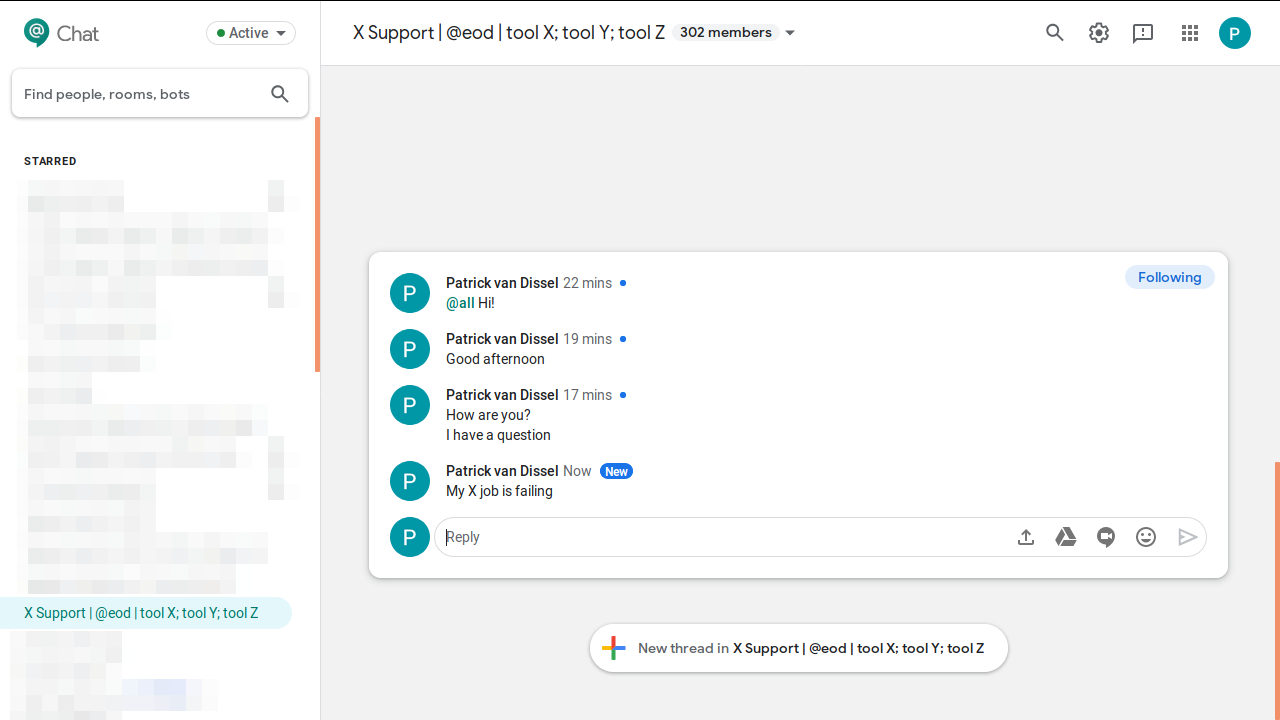 Chat
Active
Find people, rooms, bots
STARRED
X Support | @eod | tool X; tool Y; tool Z
X Support | @eod | tool X; tool Y; tool Z 302 members
P
Following
P
Patrick van Dissel 22 mins
@all Hi!
P
Patrick van Dissel 19 mins
Good afternoon
P
Patrick van Dissel 17 mins
How are you?
I have a question
P
Patrick van Dissel Now New
My X job is failing
P
Reply
New thread in X Support | @eod | tool X; tool Y; tool Z